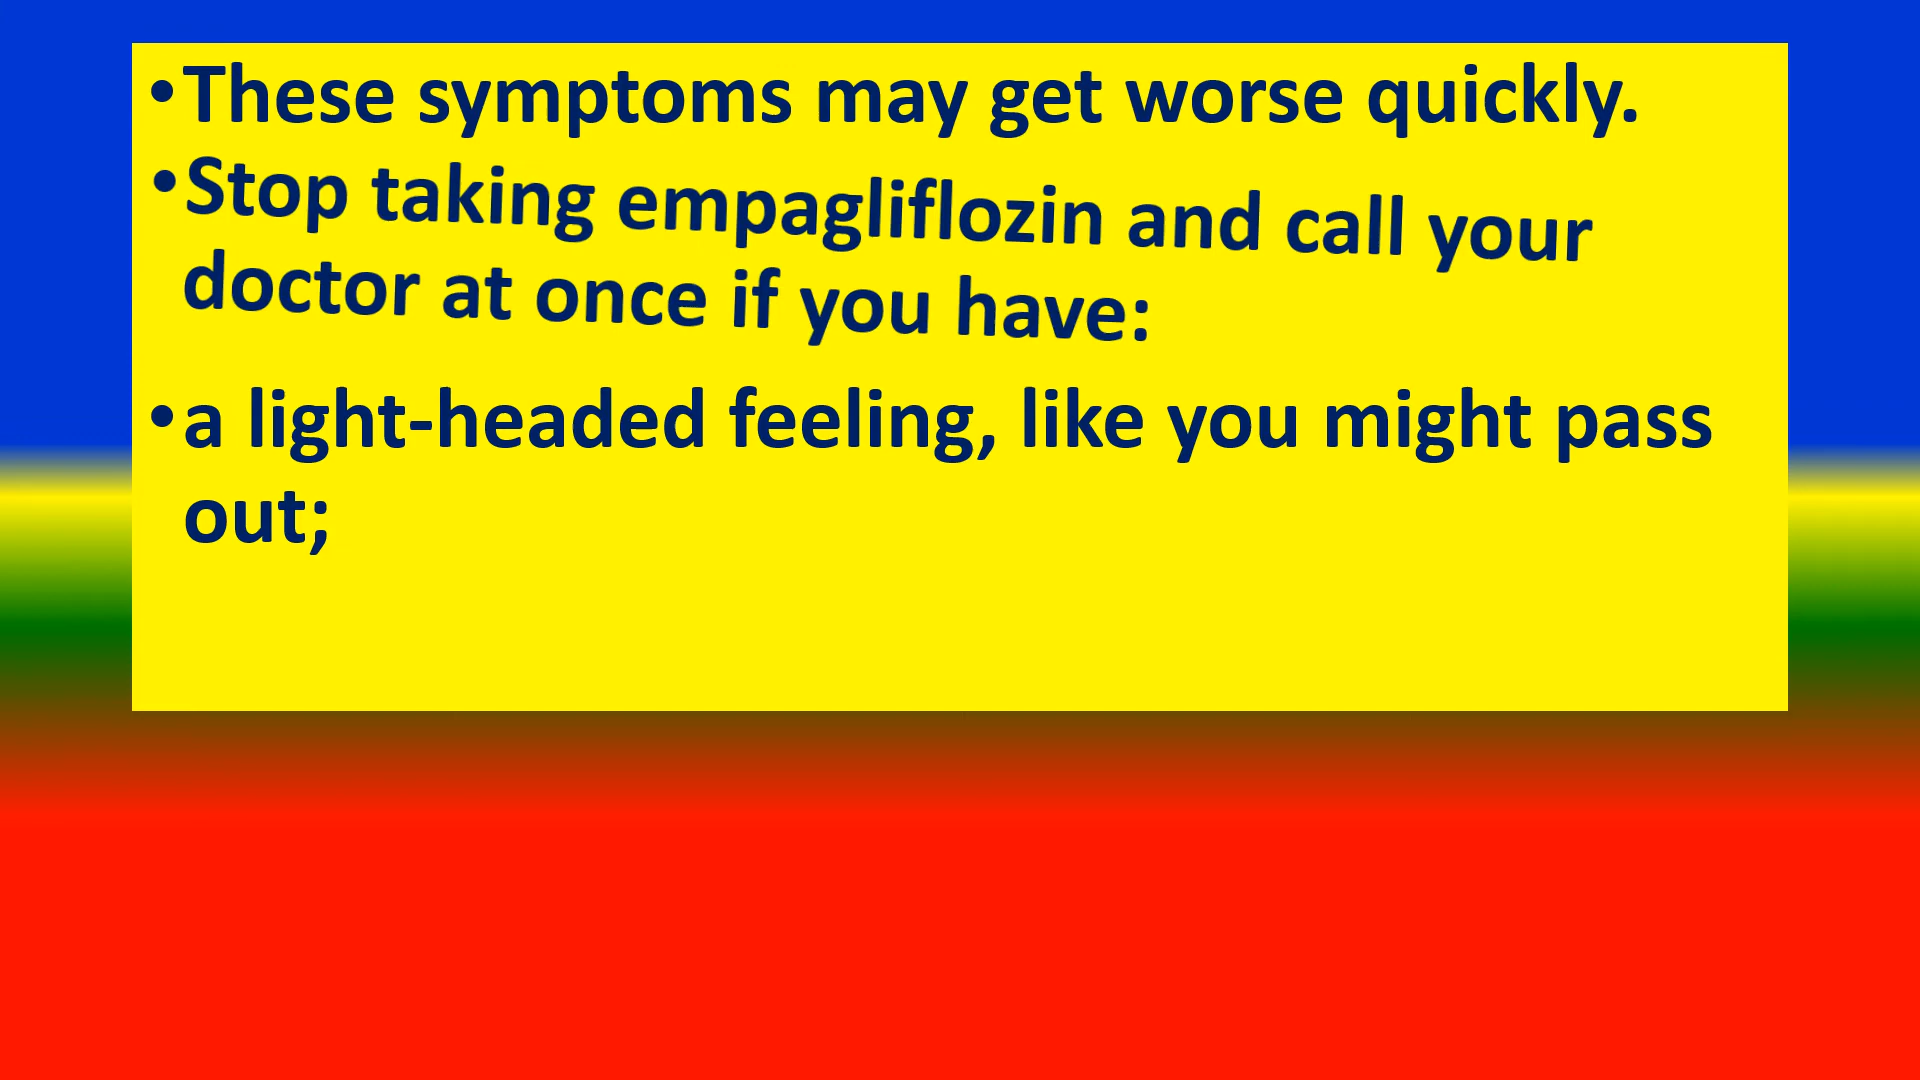 •These symptoms may get worse quickly.
•Stop taking empagliflozin and call your
doctor at once if you have:
•a light-headed feeling, like you might pass
out;